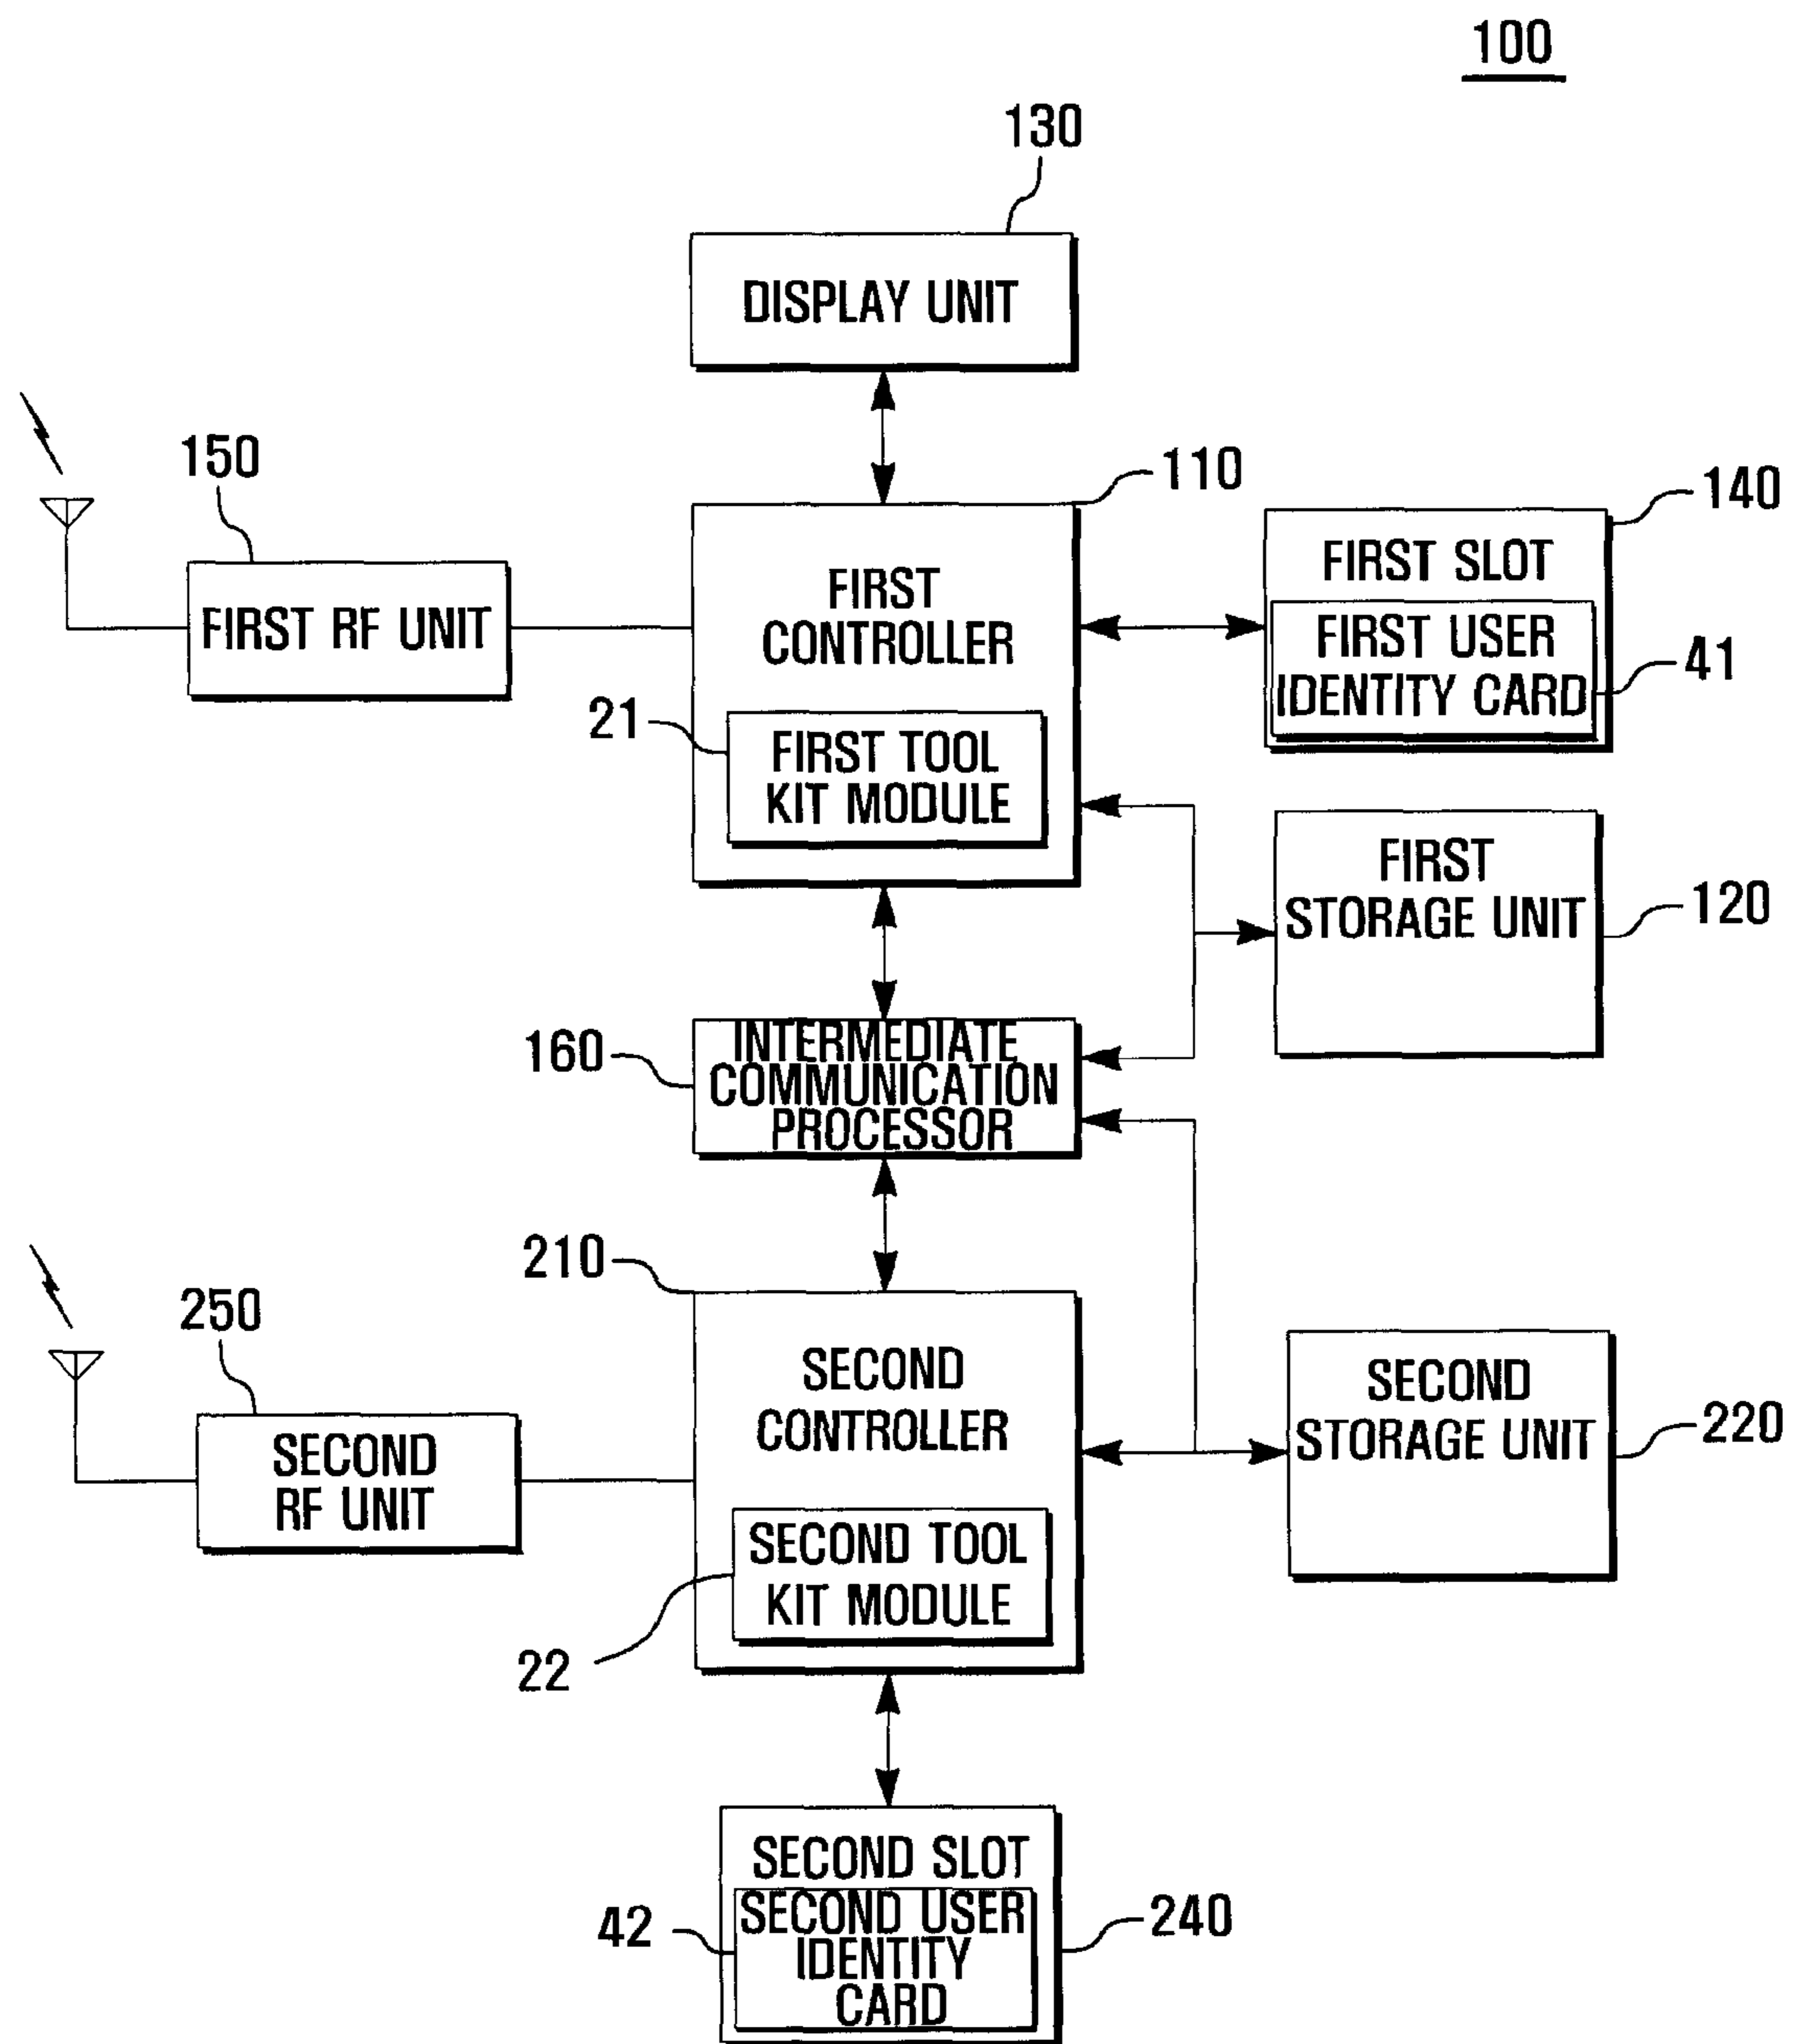 100
130
DISPLAY UNIT
150
110
140
FIRST RF UNIT
FIRST
CONTROLLER
FIRST SLOT
FIRST USER
IDENTITY CARD
41
21
FIRST TOOL
KIT MODULE
FIRST
STORAGE UNIT
120
160
INTERMEDIATE
COMMUNICATION
PROCESSOR
210
250
SECOND
CONTROLLER
SECOND
RF UNIT
SECOND
STORAGE UNIT
220
SECOND TOOL
KIT MODULE
22
SECOND SLOT
42
SECOND USER
IDENTITY
CARD
240